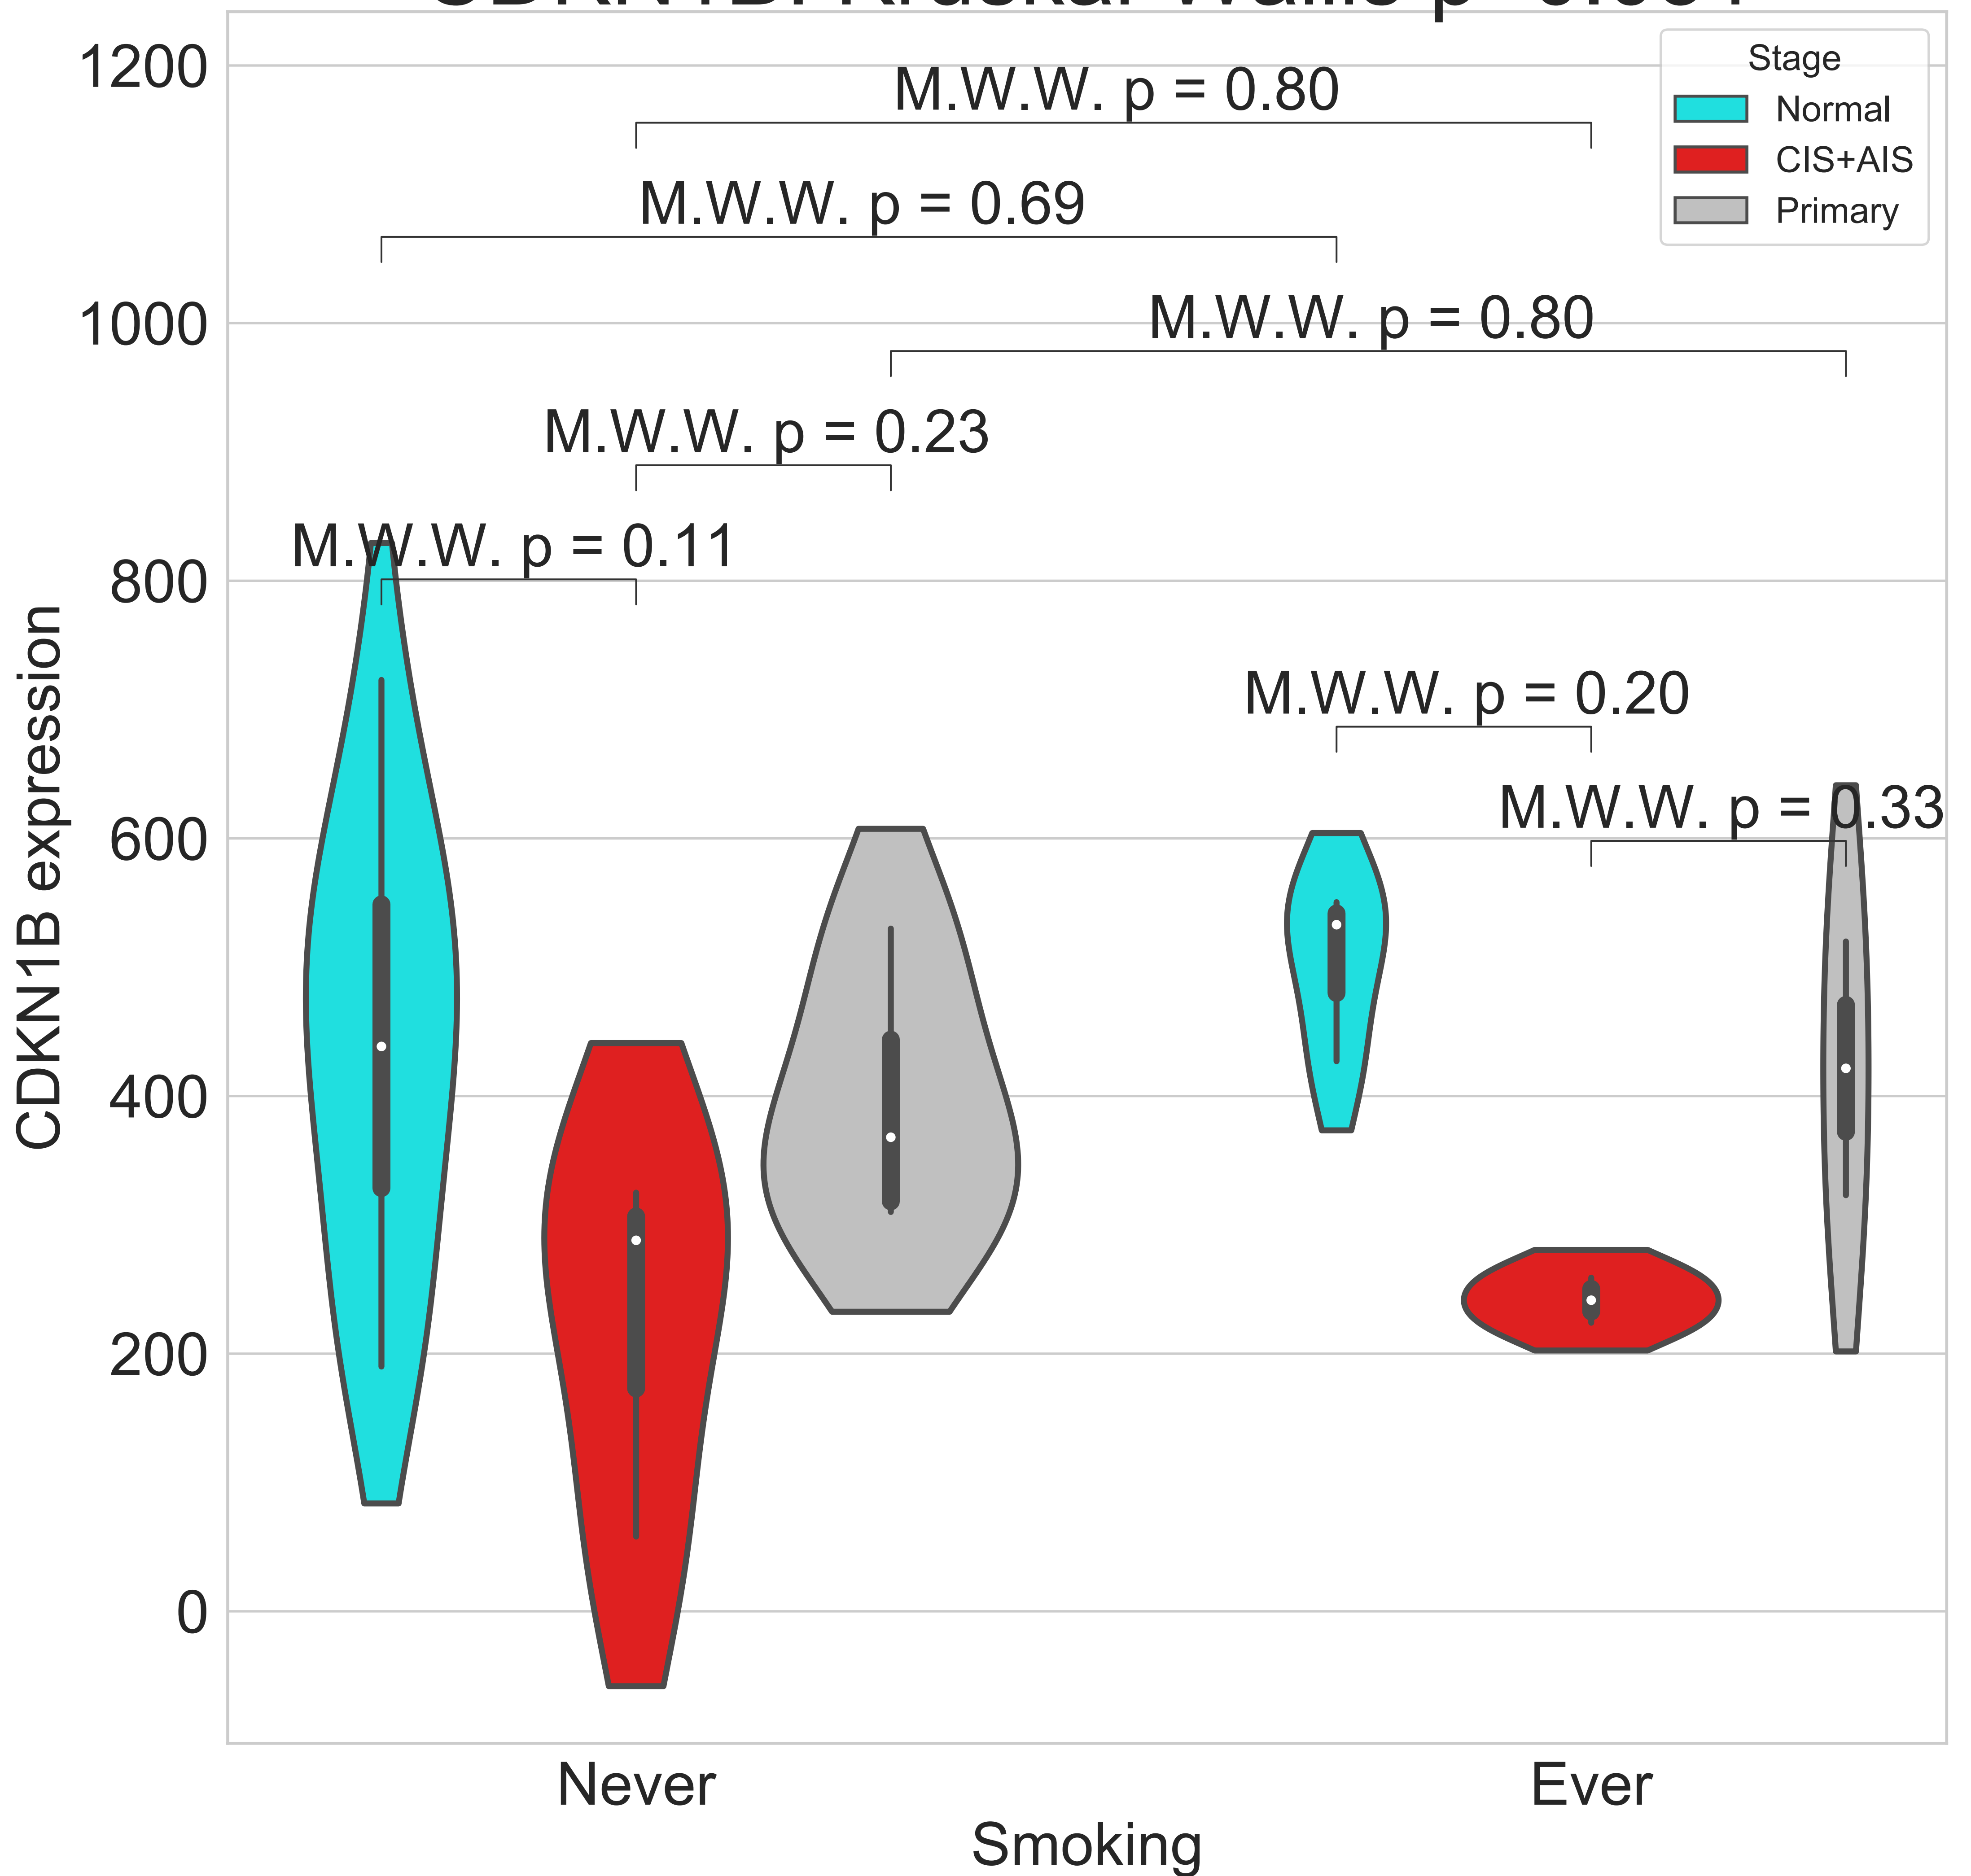 1200
1000
800
600
400
200
0
CDKN1B expression
M.W.W. p = 0.80
M.W.W. p = 0.69
M.W.W. p = 0.80
M.W.W. p = 0.23
M.W.W. p = 0.11
M.W.W. p = 0.20
M.W.W. p = 0.33
Stage
Normal
CIS+AIS
Primary
Never
Ever
Smoking